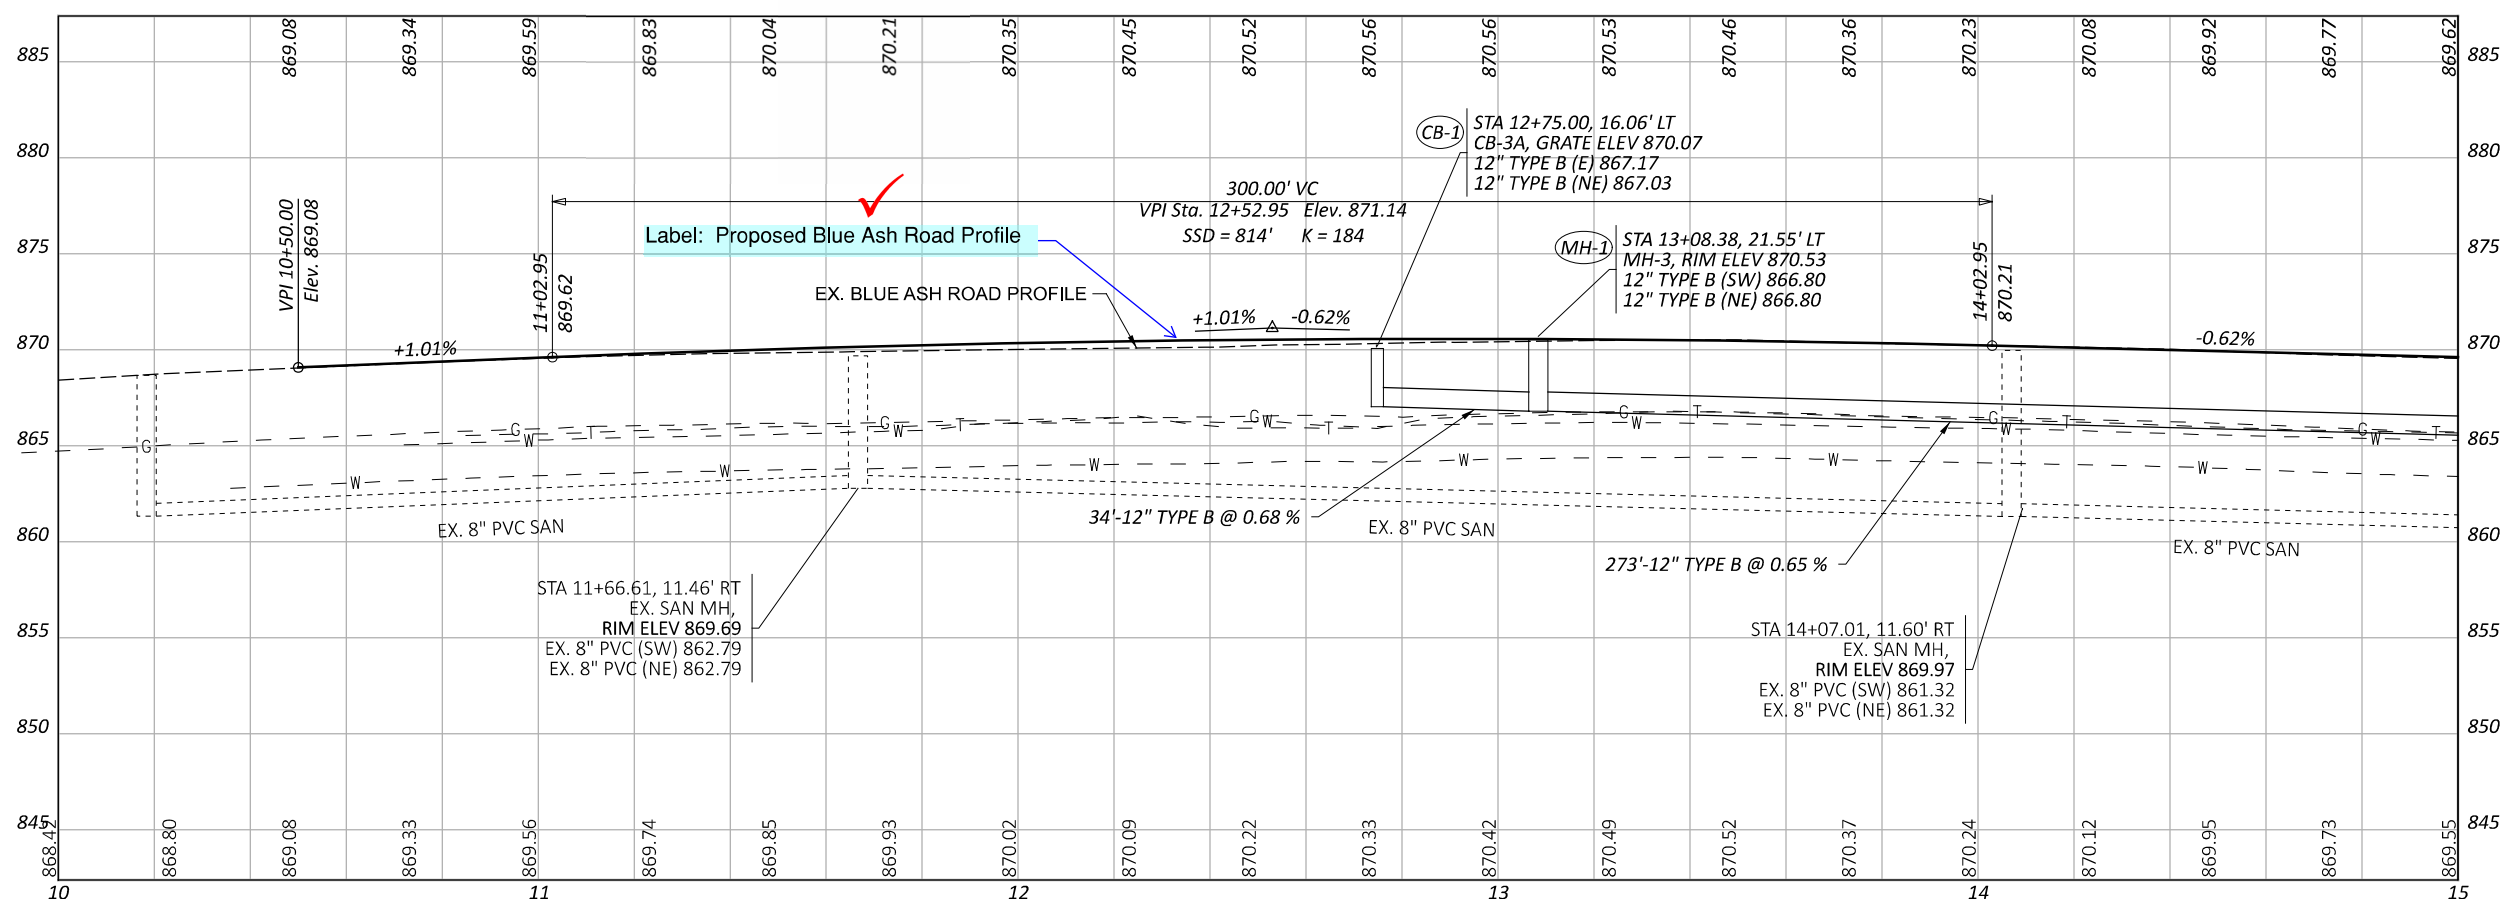 869.08 869.34 869.59 869.83 870.04 870.21 870.35 870.45 870.52 870.56 870.56 870.53 870.46 870.36 870.23 870.08 869.92 869.77 869.62
885 885
880 880
875 875
870 870
865 865
860 860
855 855
850 850
845 845
CB-1
STA 12+75.00, 16.06' LT
CB-3A, GRATE ELEV 870.07
12" TYPE B (E) 867.17
12" TYPE B (NE) 867.03
300.00' VC
VPI Sta. 12+52.95 Elev. 871.14
SSD = 814' K = 184
Label: Proposed Blue Ash Road Profile
MH-1
STA 13+08.38, 21.55' LT
MH-3, RIM ELEV 870.53
12" TYPE B (SW) 866.80
12" TYPE B (NE) 866.80
VPI 10+50.00
Elev. 869.08
11+02.95
869.62
14+02.95
870.21
EX. BLUE ASH ROAD PROFILE
+1.01% -0.62%
+1.01%
-0.62%
G G G G G G G
T T T T T T
W W W W W W
W W W W W W
EX. 8" PVC SAN
34'-12" TYPE B @ 0.68 %
EX. 8" PVC SAN
273'-12" TYPE B @ 0.65 %
EX. 8" PVC SAN
STA 11+66.61, 11.46' RT
EX. SAN MH,
RIM ELEV 869.69
EX. 8" PVC (SW) 862.79
EX. 8" PVC (NE) 862.79
STA 14+07.01, 11.60' RT
EX. SAN MH,
RIM ELEV 869.97
EX. 8" PVC (SW) 861.32
EX. 8" PVC (NE) 861.32
868.42 868.80 869.08 869.33 869.56 869.74 869.85 869.93 870.02 870.09 870.22 870.33 870.42 870.49 870.52 870.37 870.24 870.12 869.95 869.73 869.55
10 11 12 13 14 15